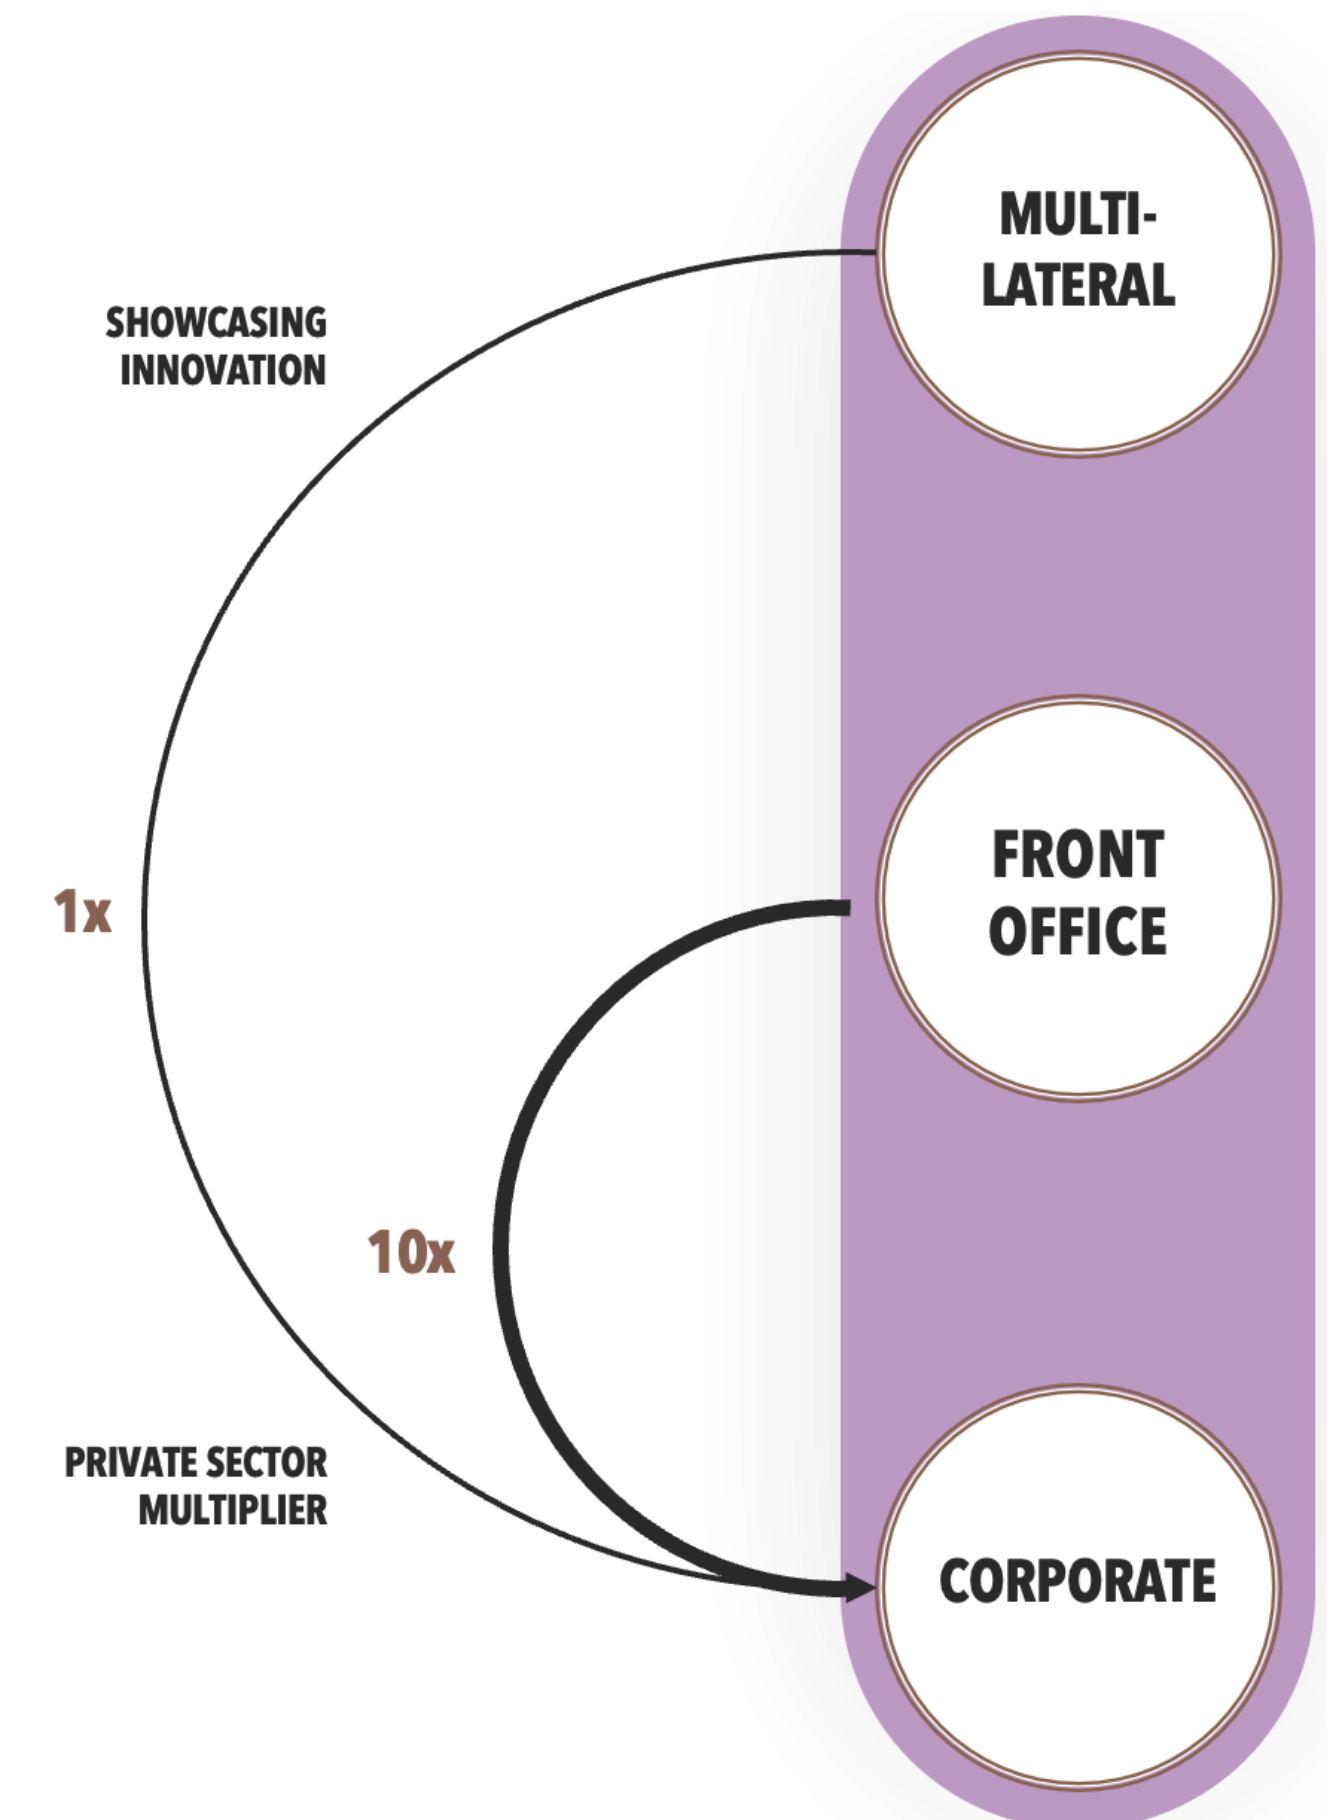 MULTI-
LATERAL
SHOWCASING
INNOVATION
FRONT
OFFICE
1x
10x
PRIVATE SECTOR
MULTIPLIER
CORPORATE